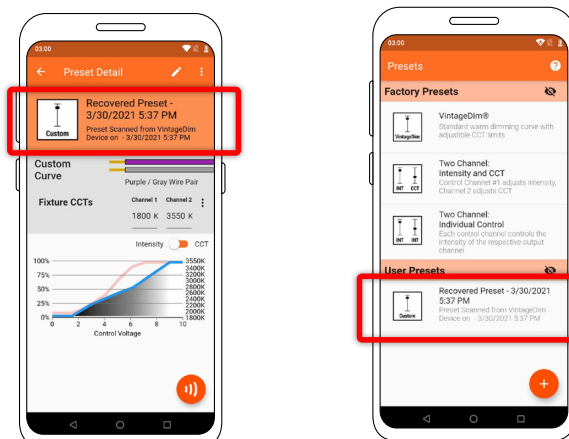 03:00
Preset Detail
Custom
Recovered Preset -
3/30/2021 5:37 PM
Preset Scanned from VintageDim
Device on - 3/30/2021 5:37 PM
Custom
Curve
Purple / Gray Wire Pair
Fixture CCTs
Channel 1 Channel 2
1800 K 3550 K
Intensity CCT
100%
75%
50%
25%
0%
3550K
3400K
3200K
3000K
2800K
2600K
2400K
2200K
2000K
1800K
0 2 4 6 8 10
Control Voltage
03:00
Presets
?
Factory Presets
VintageDim
VintageDim®
Standard warm dimming curve with
adjustible CCT limits
INT CCT
Two Channel:
Intensity and CCT
Control Channel #1 adjusts Intensity,
Channel 2 adjusts CCT
INT INT
Two Channel:
Individual Control
Each control channel controls the
intensity of the respective output
channel
User Presets
Custom
Recovered Preset - 3/30/2021
5:37 PM
Preset Scanned from VintageDim
Device on - 3/30/2021 5:37 PM
+